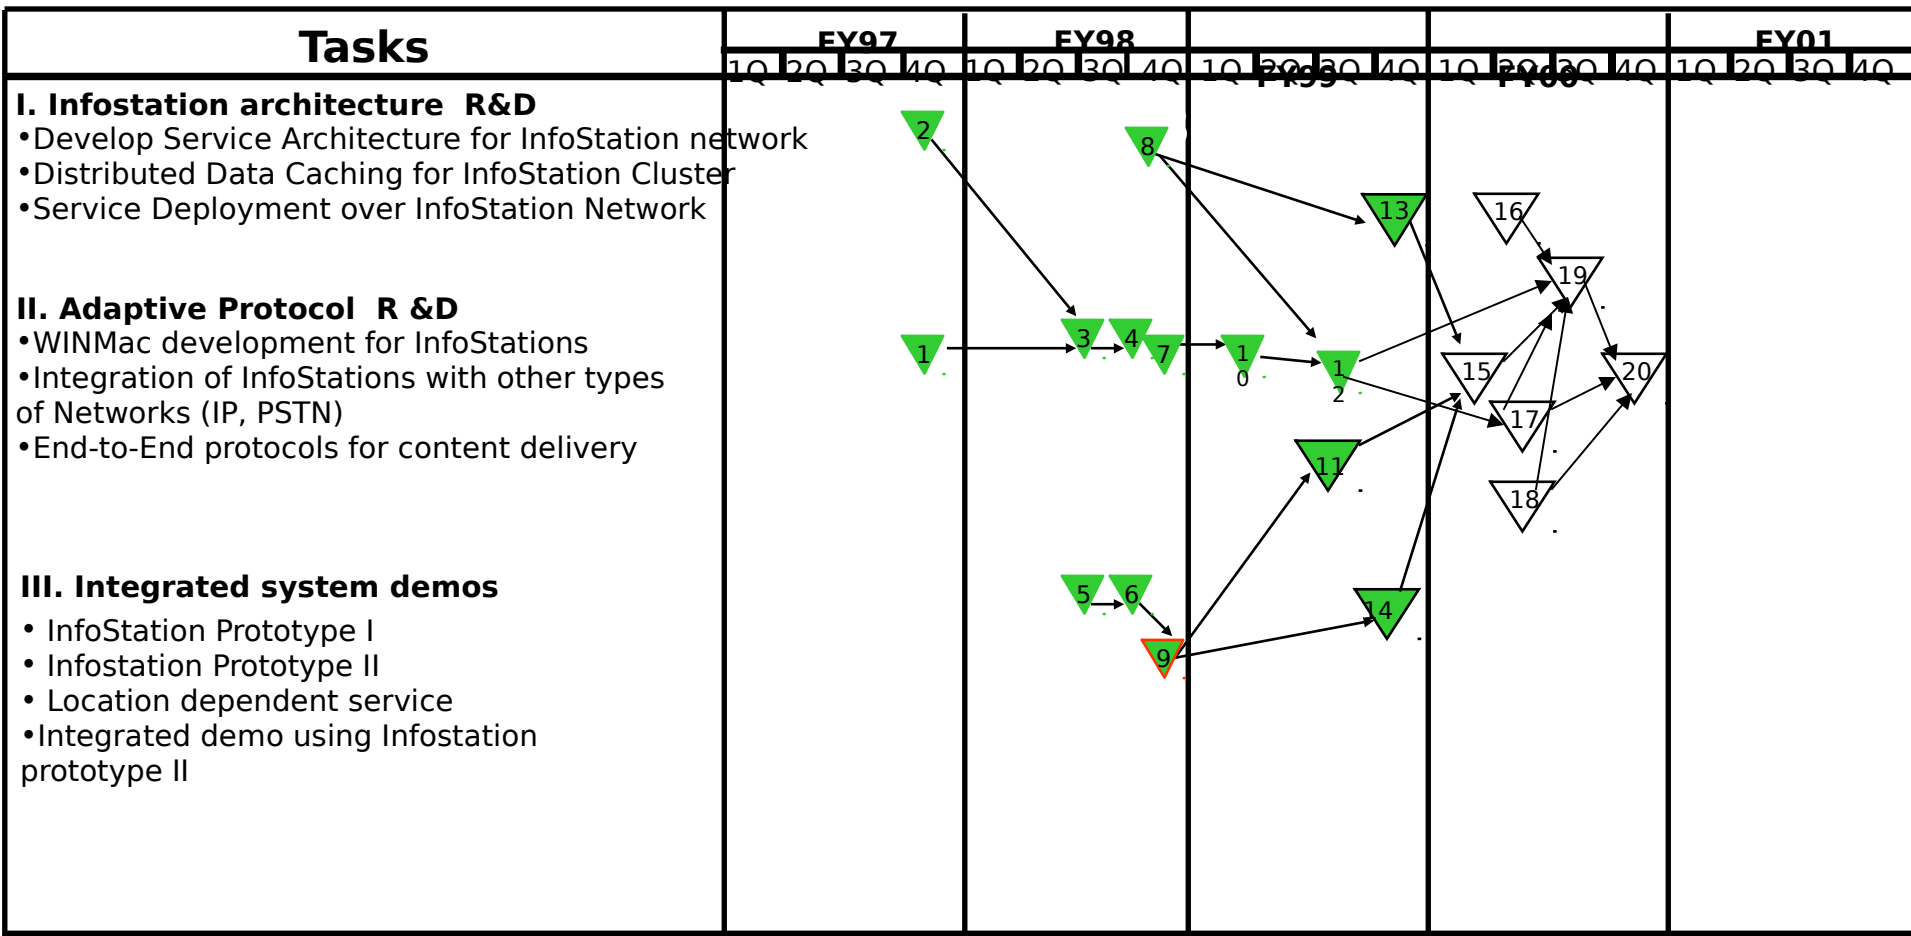 Tasks
FY97 FY98 FY99 FY00 FY01
1Q 2Q 3Q 4Q 1Q 2Q 3Q 4Q 1Q 2Q 3Q 4Q 1Q 2Q 3Q 4Q 1Q 2Q 3Q 4Q
I. Infostation architecture R&D
•Develop Service Architecture for InfoStation network
•Distributed Data Caching for InfoStation Cluster
•Service Deployment over InfoStation Network
2
8
13
16
19
II. Adaptive Protocol R &D
•WINMac development for InfoStations
•Integration of InfoStations with other types
of Networks (IP, PSTN)
•End-to-End protocols for content delivery
1
3
4
7
10
12
15
20
17
11
18
III. Integrated system demos
• InfoStation Prototype I
• Infostation Prototype II
• Location dependent service
•Integrated demo using Infostation
prototype II
5
6
14
9